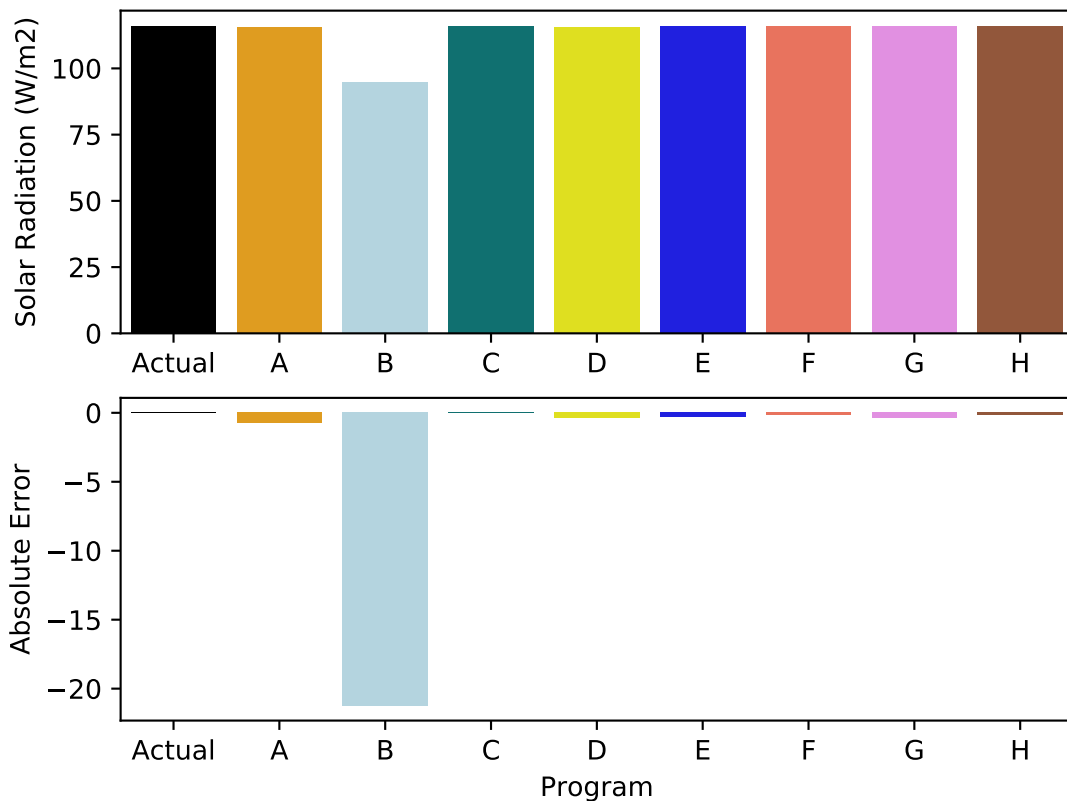 Solar Radiation (W/m2)
100
75
50
25
0
Actual A B C D E F G H
Absolute Error
0
−5
−10
−15
−20
Actual A B C D E F G H
Program